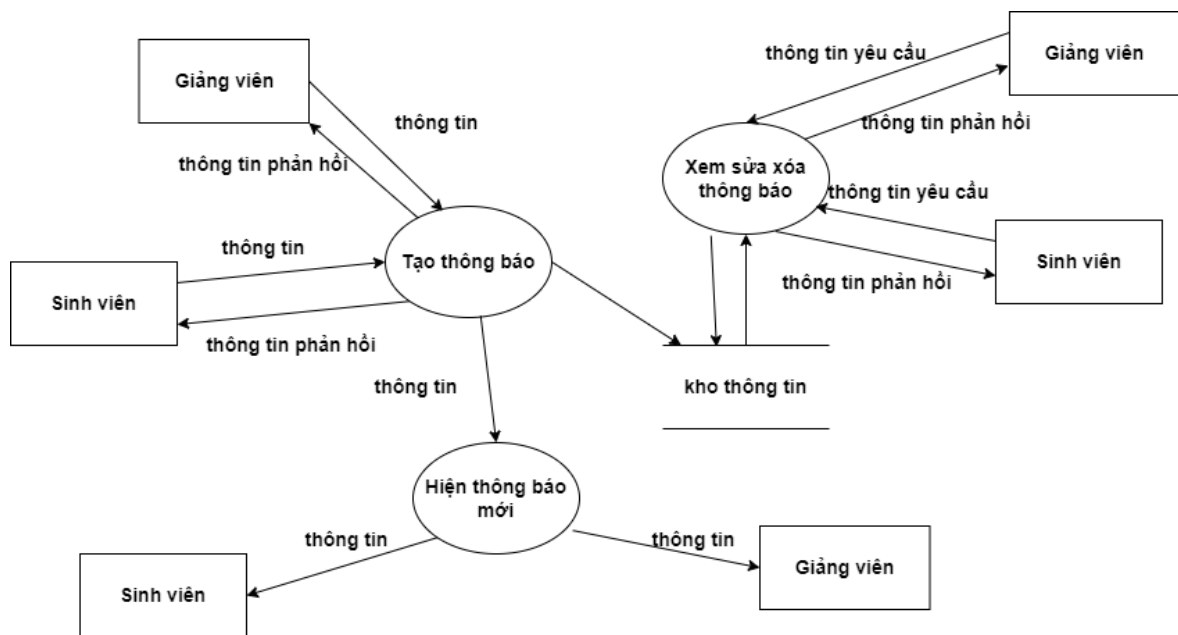 Giảng viên
thông tin yêu cầu
Giảng viên
thông tin
thông tin phản hồi
thông tin phản hồi
Xem sửa xóa
thông báo
thông tin yêu cầu
thông tin
Tạo thông báo
Sinh viên
thông tin phản hồi
Sinh viên
thông tin phản hồi
thông tin
kho thông tin
Hiện thông báo
mới
thông tin
thông tin
Sinh viên
Giảng viên